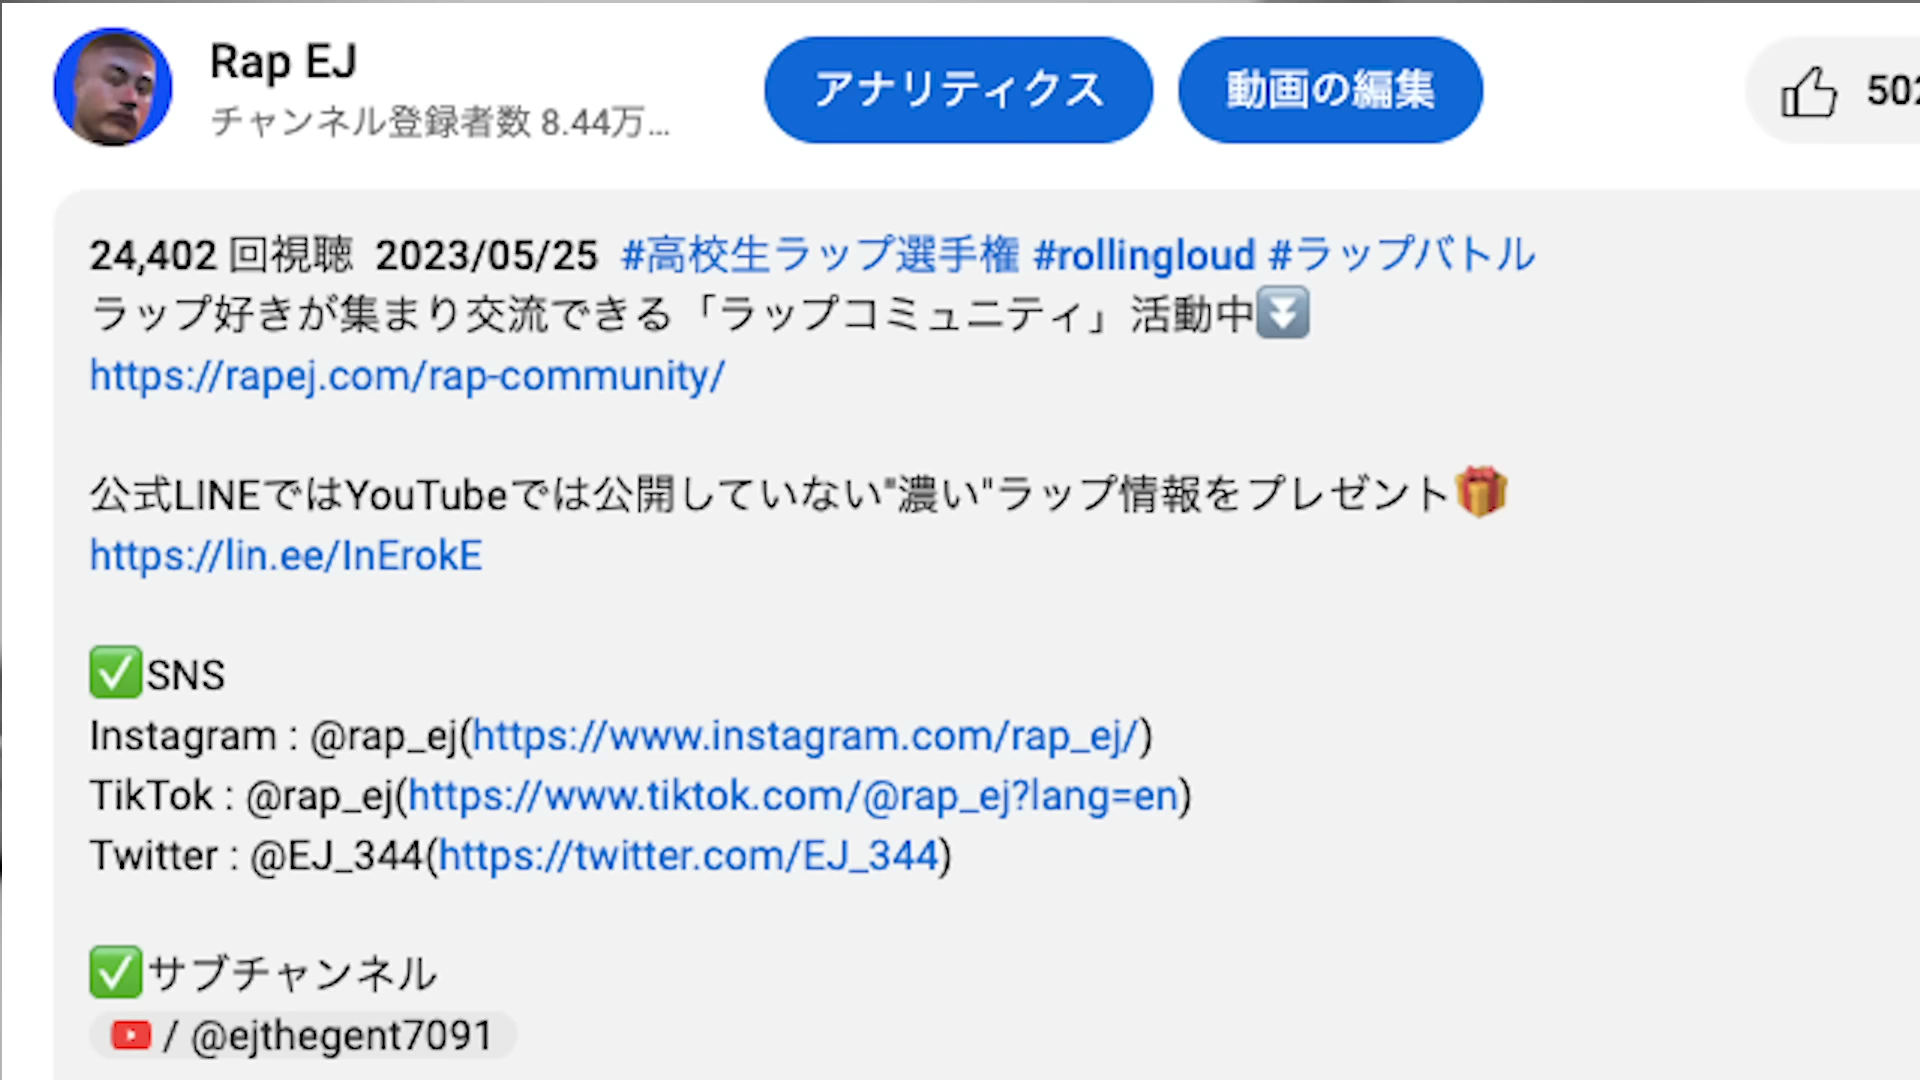 Rap EJ
チャンネル登録者数 8.44万...
アナリティクス
動画の編集
502
24,402 回視聴 2023/05/25 #高校生ラップ選手権 #rollingloud #ラップバトル
ラップ好きが集まり交流できる「ラップコミュニティ」活動中⏬
https://rapej.com/rap-community/
公式LINEではYouTubeでは公開していない"濃い"ラップ情報をプレゼント🎁
https://lin.ee/InErokE
✅SNS
Instagram : @rap_ej(https://www.instagram.com/rap_ej/)
TikTok : @rap_ej(https://www.tiktok.com/@rap_ej?lang=en)
Twitter : @EJ_344(https://twitter.com/EJ_344)
✅サブチャンネル
/ @ejthegent7091